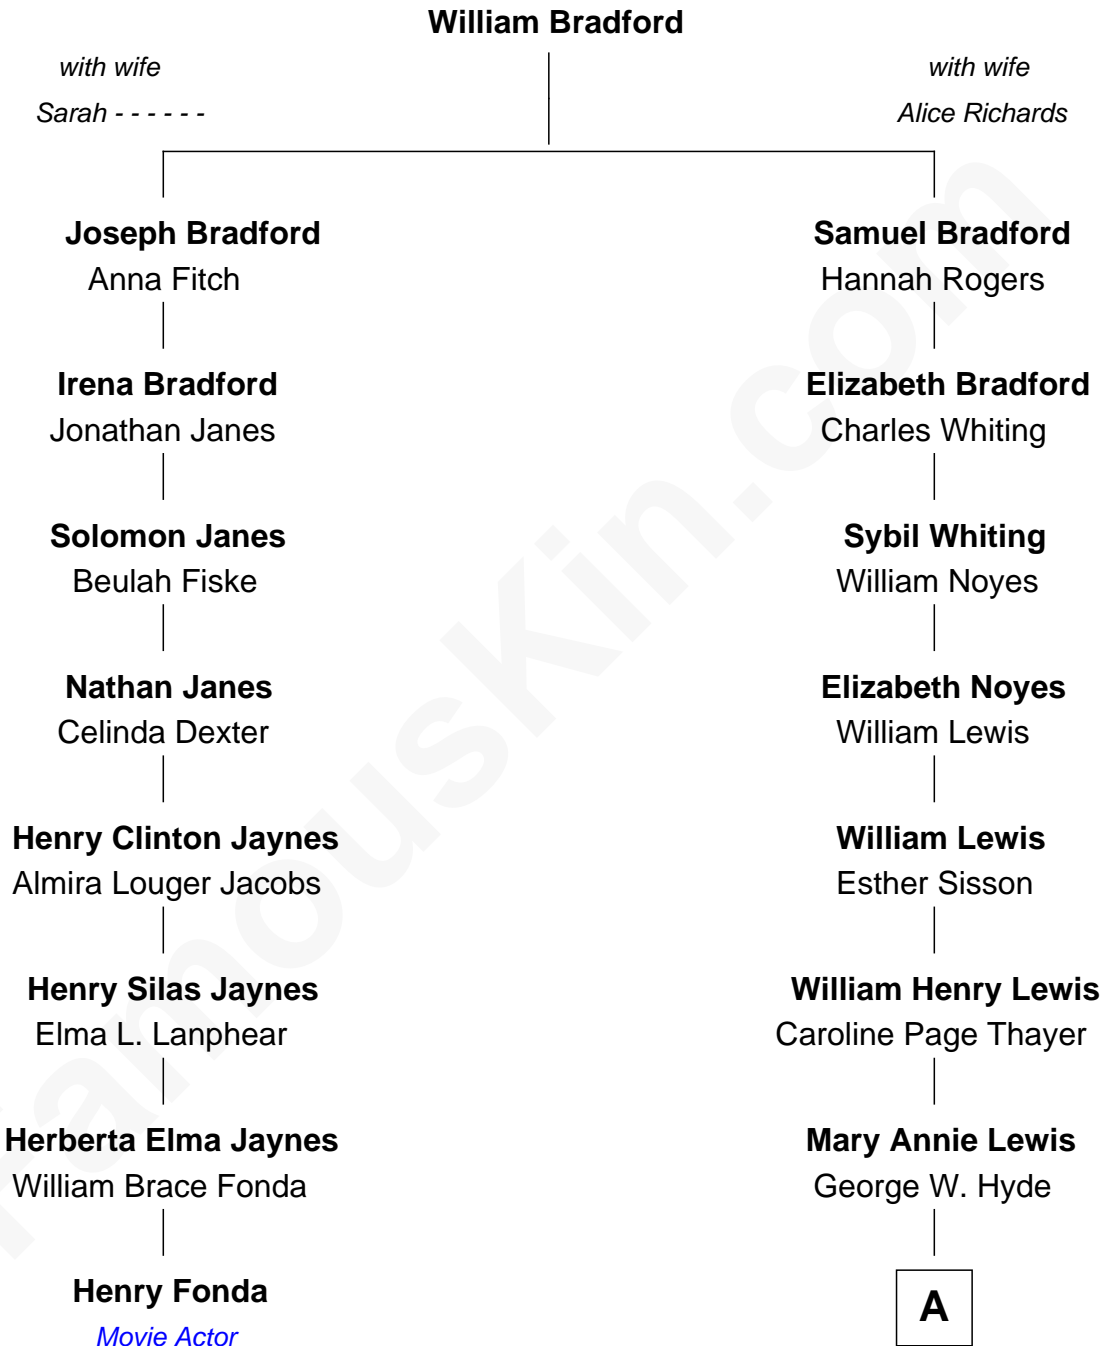 William Bradford
with wife
Sarah - - - - - -
with wife
Alice Richards
Joseph Bradford
Anna Fitch
Samuel Bradford
Hannah Rogers
Irena Bradford
Jonathan Janes
Elizabeth Bradford
Charles Whiting
Solomon Janes
Beulah Fiske
Sybil Whiting
William Noyes
Nathan Janes
Celinda Dexter
Elizabeth Noyes
William Lewis
Henry Clinton Jaynes
Almira Louger Jacobs
William Lewis
Esther Sisson
Henry Silas Jaynes
Elma L. Lanphear
William Henry Lewis
Caroline Page Thayer
Herberta Elma Jaynes
William Brace Fonda
Mary Annie Lewis
George W. Hyde
Henry Fonda
Movie Actor
A
FamousKin.com